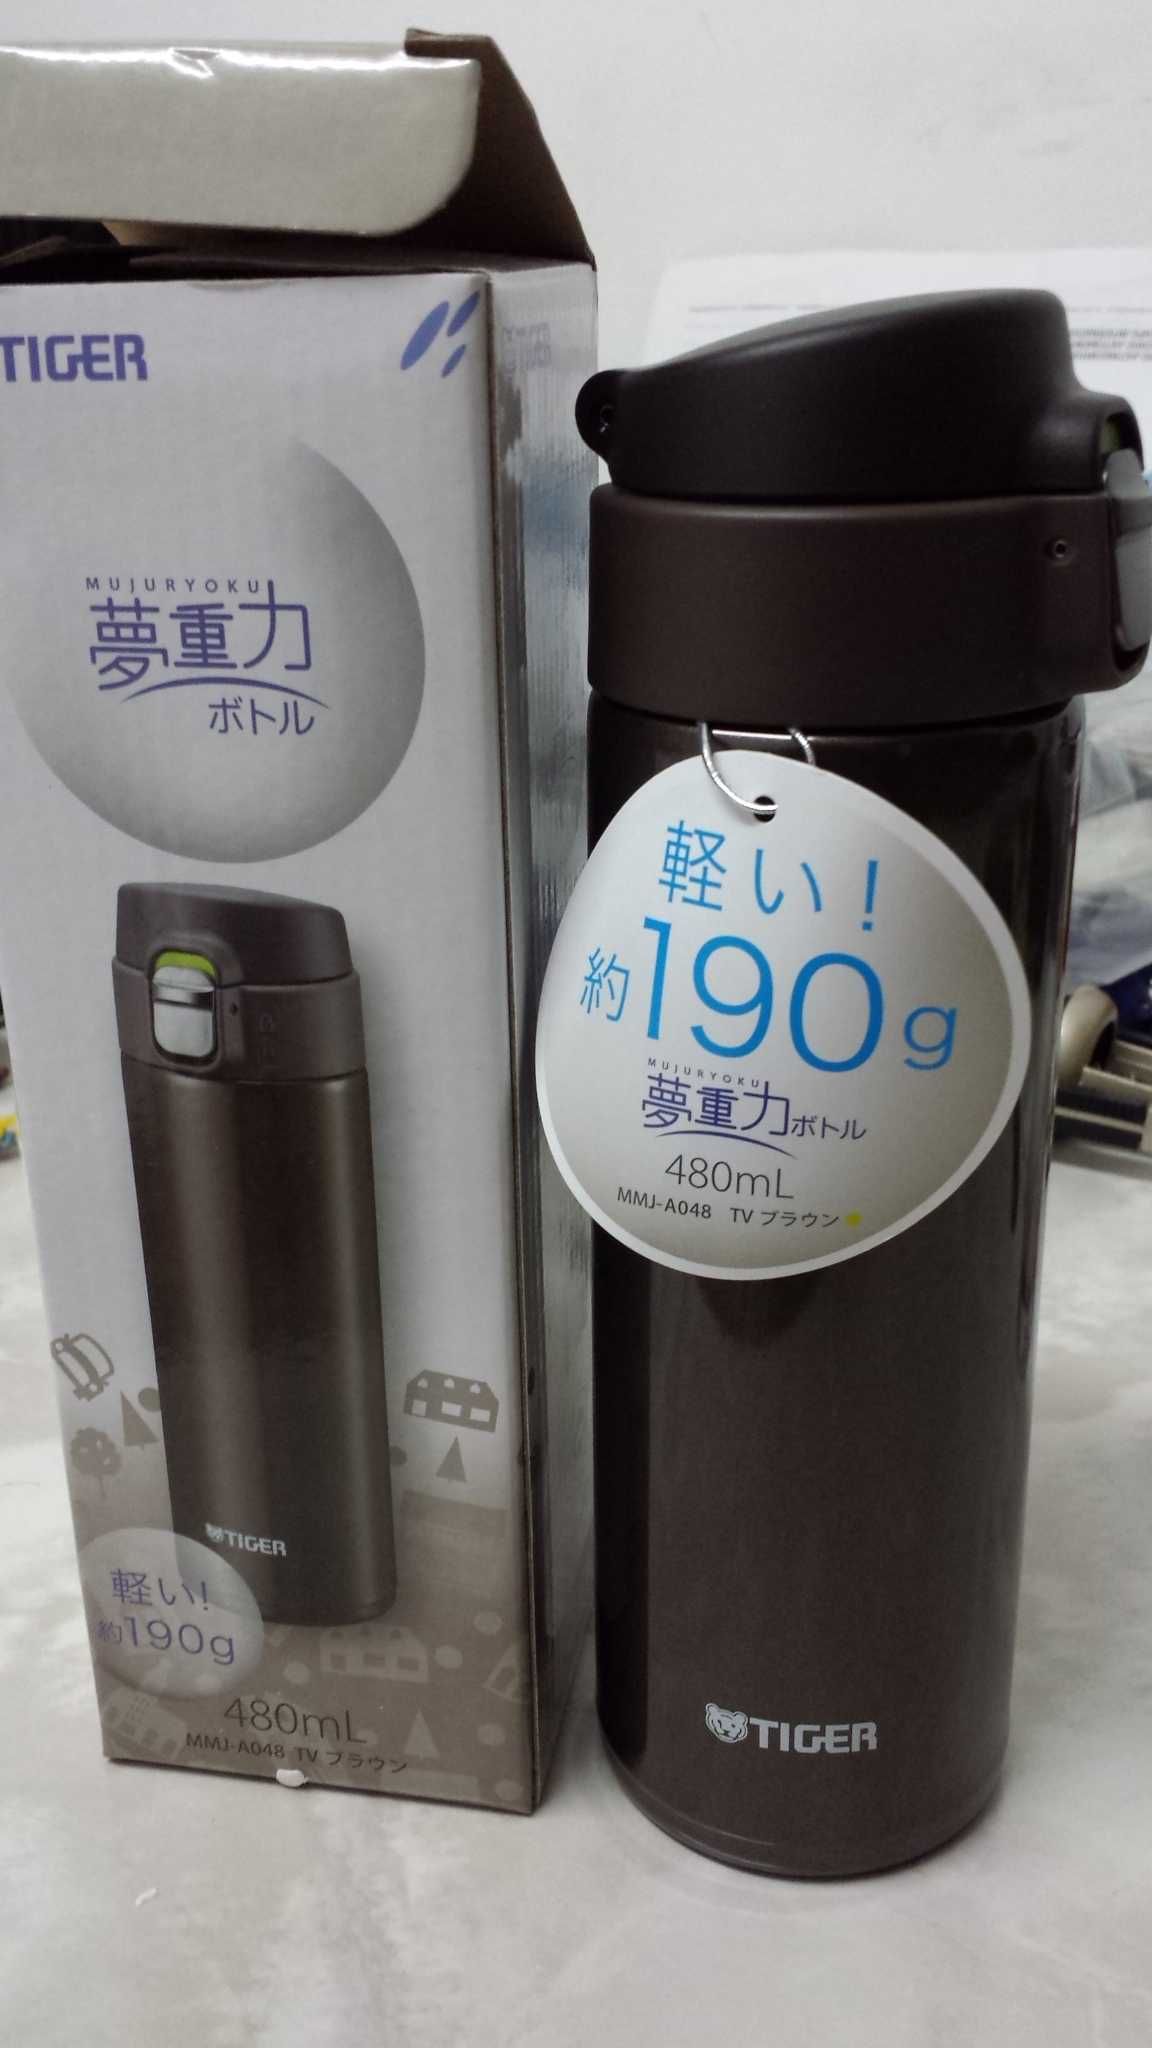 TIGER
MUJURYOKU
夢重力
ボトル
TIGER
軽い!
約190g
480mL
MMJ-A048 TV ブラウン
軽い!
約190g
MUJURYOKU
夢重力ボトル
480mL
MMJ-A048 TV ブラウン
TIGER